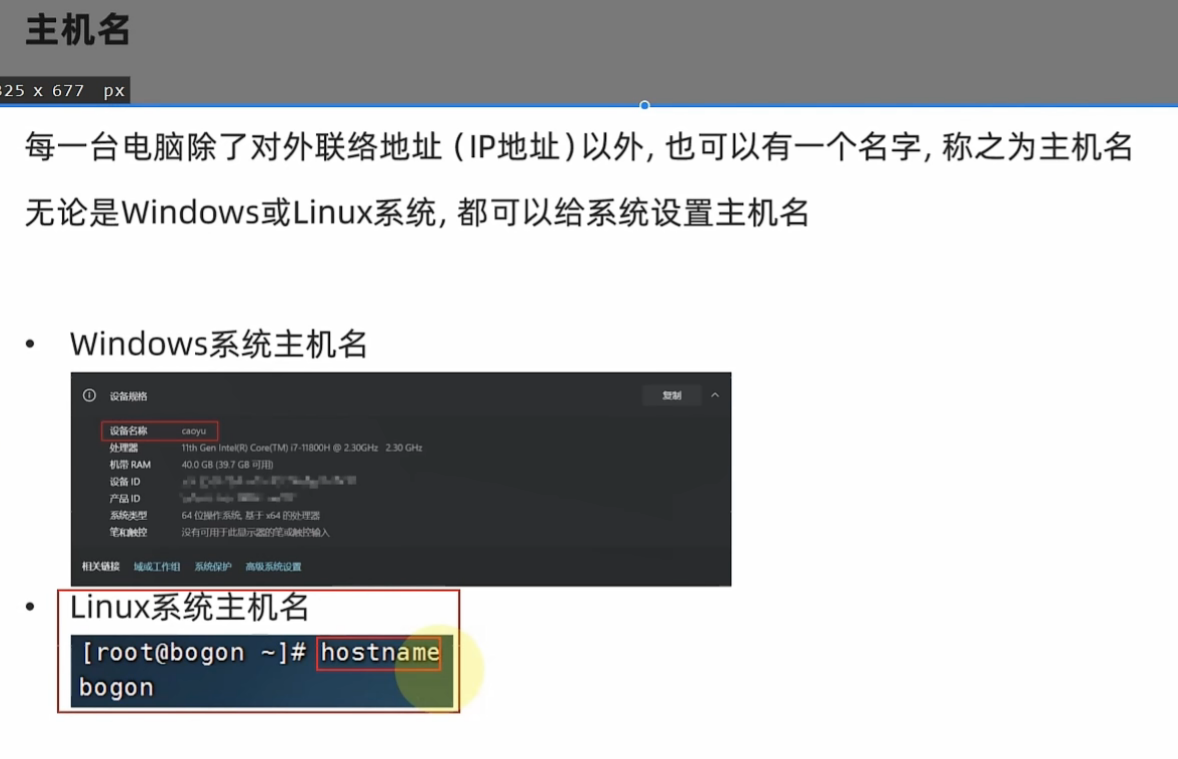 主机名
325 x 677 px
每一台电脑除了对外联络地址（IP地址）以外, 也可以有一个名字, 称之为主机名
无论是Windows或Linux系统, 都可以给系统设置主机名
• Windows系统主机名
设备规格 复制
设备名称 caoyu
处理器 11th Gen Intel(R) Core(TM) i7-11800H @ 2.30GHz 2.30 GHz
机带 RAM 40.0 GB (39.7 GB 可用)
设备 ID
产品 ID
系统类型 64 位操作系统, 基于 x64 的处理器
笔和触控 没有可用于此显示器的笔或触控输入
相关链接 域或工作组 系统保护 高级系统设置
• Linux系统主机名
[root@bogon ~]# hostname
bogon